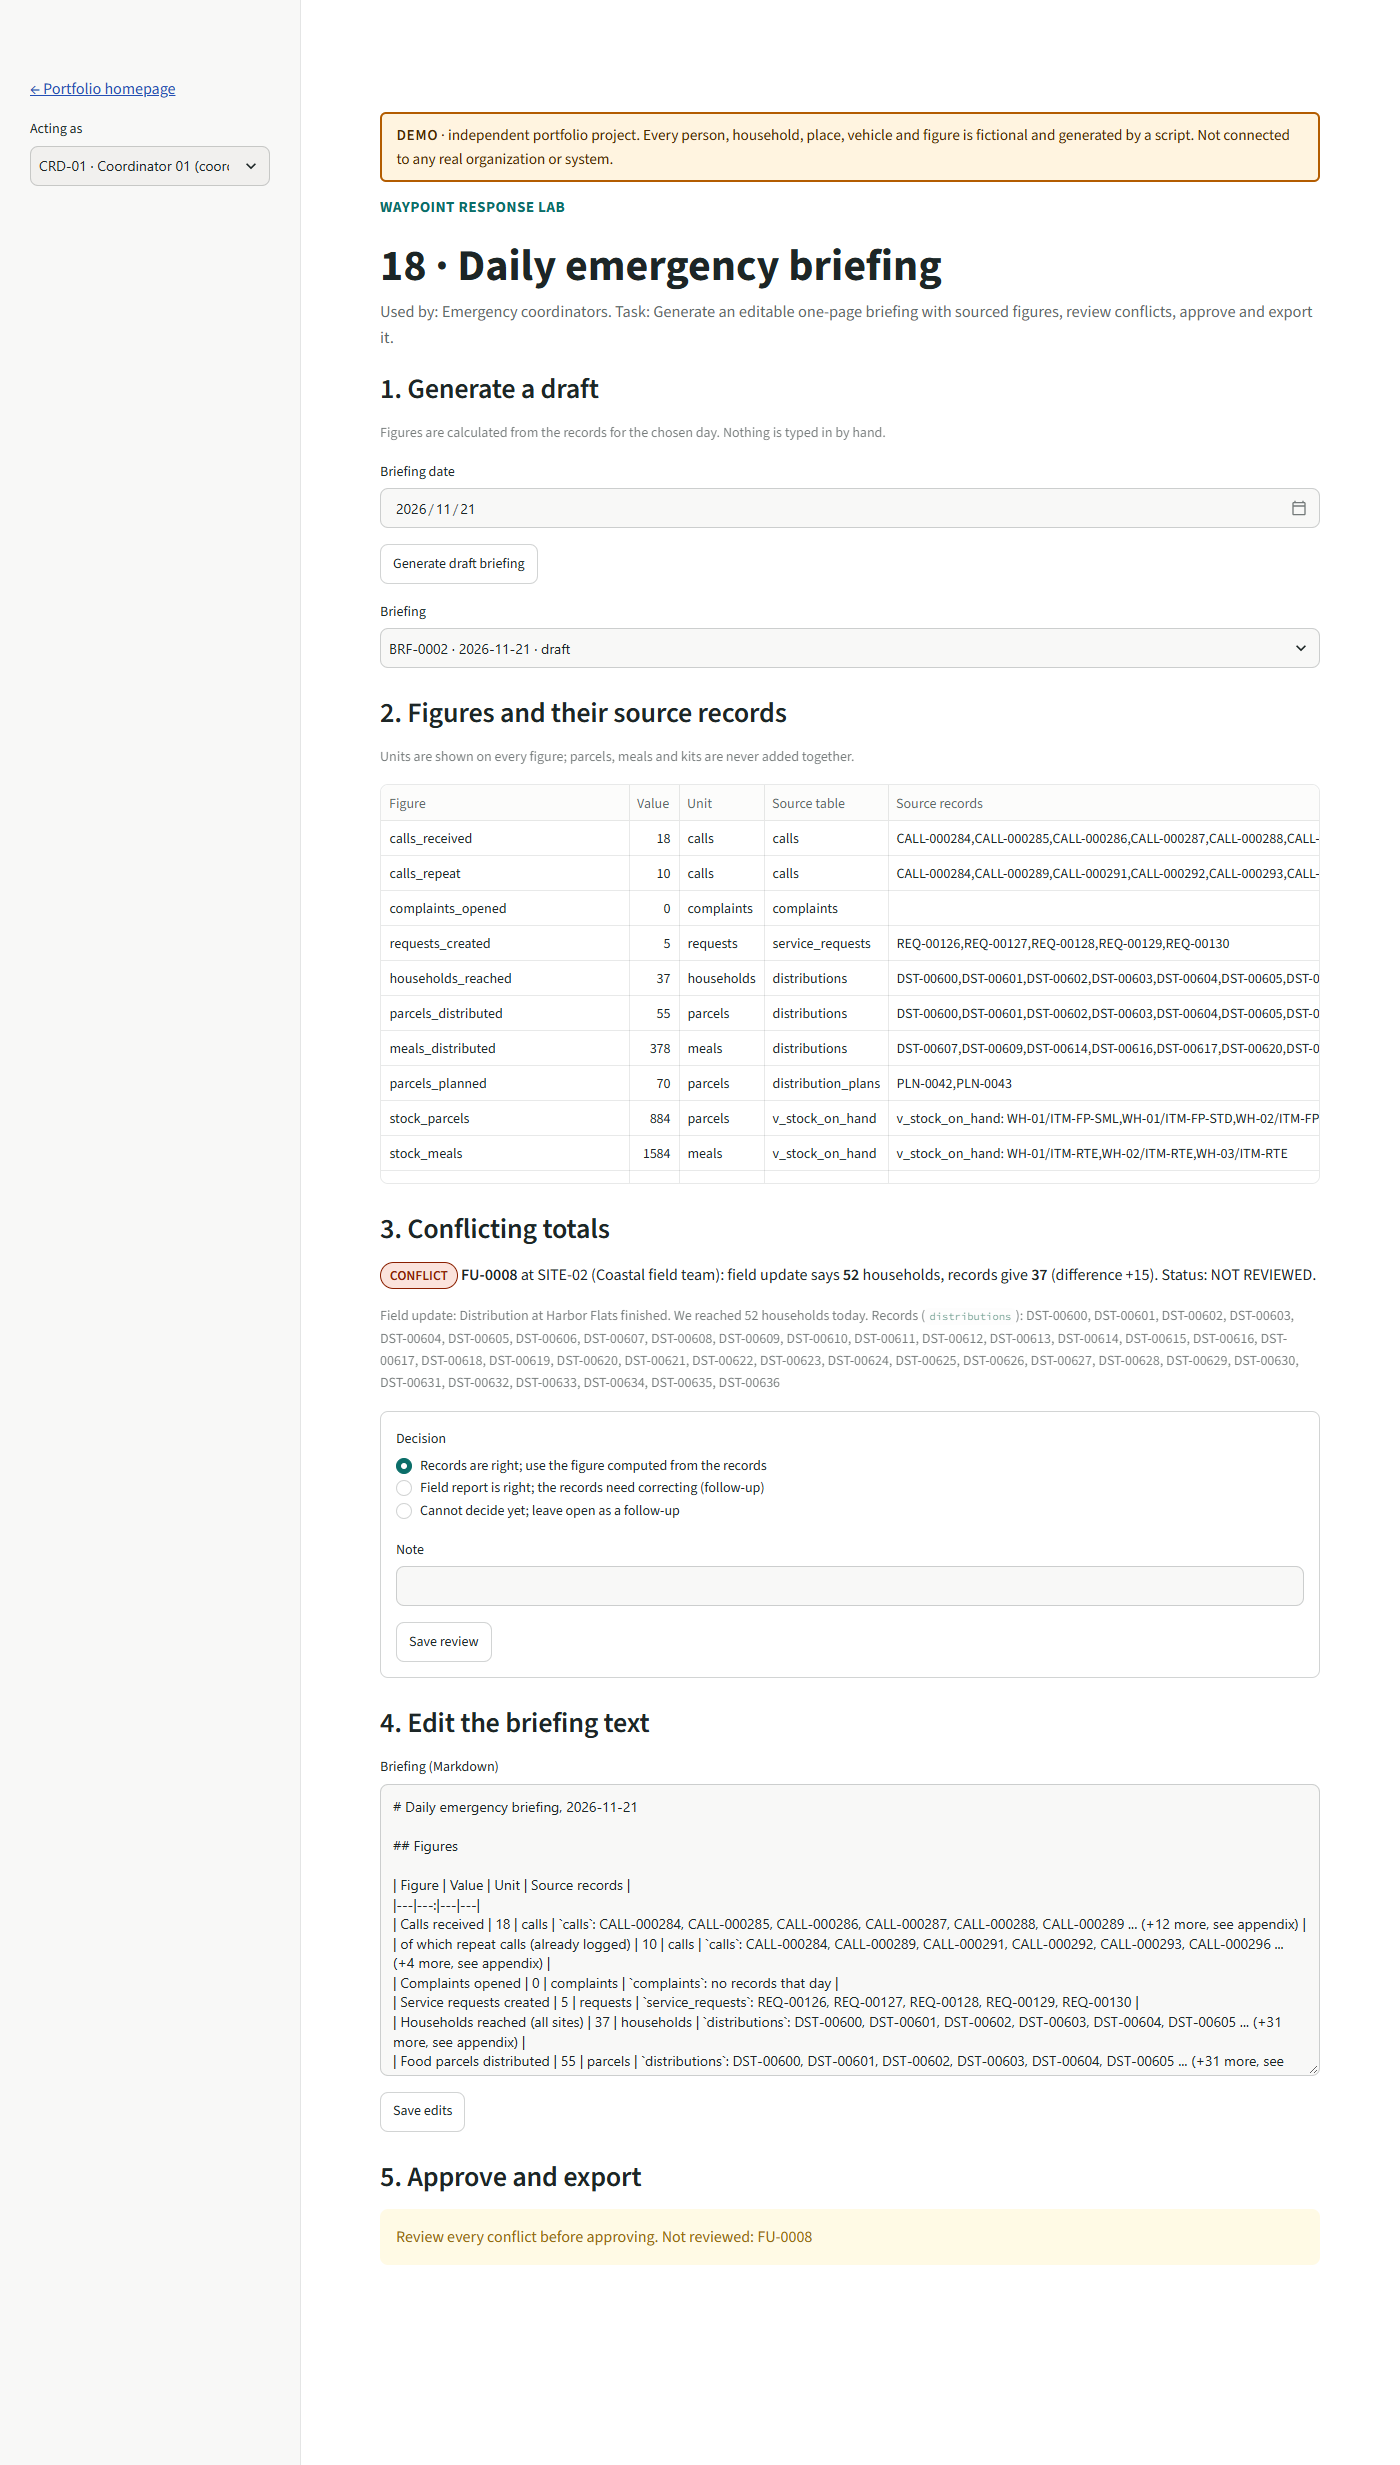 ← Portfolio homepage
Acting as
CRD-01 · Coordinator 01 (coor
DEMO · independent portfolio project. Every person, household, place, vehicle and figure is fictional and generated by a script. Not connected
to any real organization or system.
WAYPOINT RESPONSE LAB
18 · Daily emergency briefing
Used by: Emergency coordinators. Task: Generate an editable one-page briefing with sourced figures, review conflicts, approve and export
it.
1. Generate a draft
Figures are calculated from the records for the chosen day. Nothing is typed in by hand.
Briefing date
2026/11/21
Generate draft briefing
Briefing
BRF-0002 · 2026-11-21 · draft
2. Figures and their source records
Units are shown on every figure; parcels, meals and kits are never added together.
Figure Value Unit Source table Source records
calls_received 18 calls calls CALL-000284,CALL-000285,CALL-000286,CALL-000287,CALL-000288,CALL-
calls_repeat 10 calls calls CALL-000284,CALL-000289,CALL-000291,CALL-000292,CALL-000293,CALL-
complaints_opened 0 complaints complaints
requests_created 5 requests service_requests REQ-00126,REQ-00127,REQ-00128,REQ-00129,REQ-00130
households_reached 37 households distributions DST-00600,DST-00601,DST-00602,DST-00603,DST-00604,DST-00605,DST-0
parcels_distributed 55 parcels distributions DST-00600,DST-00601,DST-00602,DST-00603,DST-00604,DST-00605,DST-0
meals_distributed 378 meals distributions DST-00607,DST-00609,DST-00614,DST-00616,DST-00617,DST-00620,DST-0
parcels_planned 70 parcels distribution_plans PLN-0042,PLN-0043
stock_parcels 884 parcels v_stock_on_hand v_stock_on_hand: WH-01/ITM-FP-SML,WH-01/ITM-FP-STD,WH-02/ITM-FP
stock_meals 1584 meals v_stock_on_hand v_stock_on_hand: WH-01/ITM-RTE,WH-02/ITM-RTE,WH-03/ITM-RTE
3. Conflicting totals
CONFLICT FU-0008 at SITE-02 (Coastal field team): field update says 52 households, records give 37 (difference +15). Status: NOT REVIEWED.
Field update: Distribution at Harbor Flats finished. We reached 52 households today. Records ( distributions ): DST-00600, DST-00601, DST-00602, DST-00603,
DST-00604, DST-00605, DST-00606, DST-00607, DST-00608, DST-00609, DST-00610, DST-00611, DST-00612, DST-00613, DST-00614, DST-00615, DST-00616, DST-
00617, DST-00618, DST-00619, DST-00620, DST-00621, DST-00622, DST-00623, DST-00624, DST-00625, DST-00626, DST-00627, DST-00628, DST-00629, DST-00630,
DST-00631, DST-00632, DST-00633, DST-00634, DST-00635, DST-00636
Decision
Records are right; use the figure computed from the records
Field report is right; the records need correcting (follow-up)
Cannot decide yet; leave open as a follow-up
Note
Save review
4. Edit the briefing text
Briefing (Markdown)
# Daily emergency briefing, 2026-11-21
## Figures
| Figure | Value | Unit | Source records |
|---|---:|---|---|
| Calls received | 18 | calls | `calls`: CALL-000284, CALL-000285, CALL-000286, CALL-000287, CALL-000288, CALL-000289 ... (+12 more, see appendix) |
| of which repeat calls (already logged) | 10 | calls | `calls`: CALL-000284, CALL-000289, CALL-000291, CALL-000292, CALL-000293, CALL-000296 ...
(+4 more, see appendix) |
| Complaints opened | 0 | complaints | `complaints`: no records that day |
| Service requests created | 5 | requests | `service_requests`: REQ-00126, REQ-00127, REQ-00128, REQ-00129, REQ-00130 |
| Households reached (all sites) | 37 | households | `distributions`: DST-00600, DST-00601, DST-00602, DST-00603, DST-00604, DST-00605 ... (+31
more, see appendix) |
| Food parcels distributed | 55 | parcels | `distributions`: DST-00600, DST-00601, DST-00602, DST-00603, DST-00604, DST-00605 ... (+31 more, see
Save edits
5. Approve and export
Review every conflict before approving. Not reviewed: FU-0008